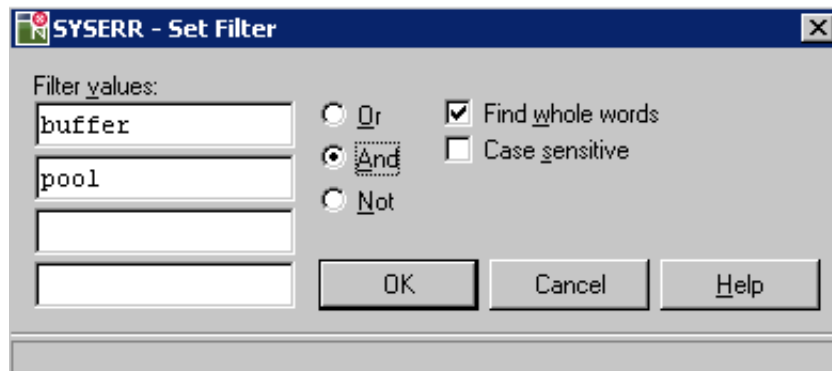 SYSERR - Set Filter
Filter values:
buffer
pool
Or
And
Not
Find whole words
Case sensitive
OK
Cancel
Help